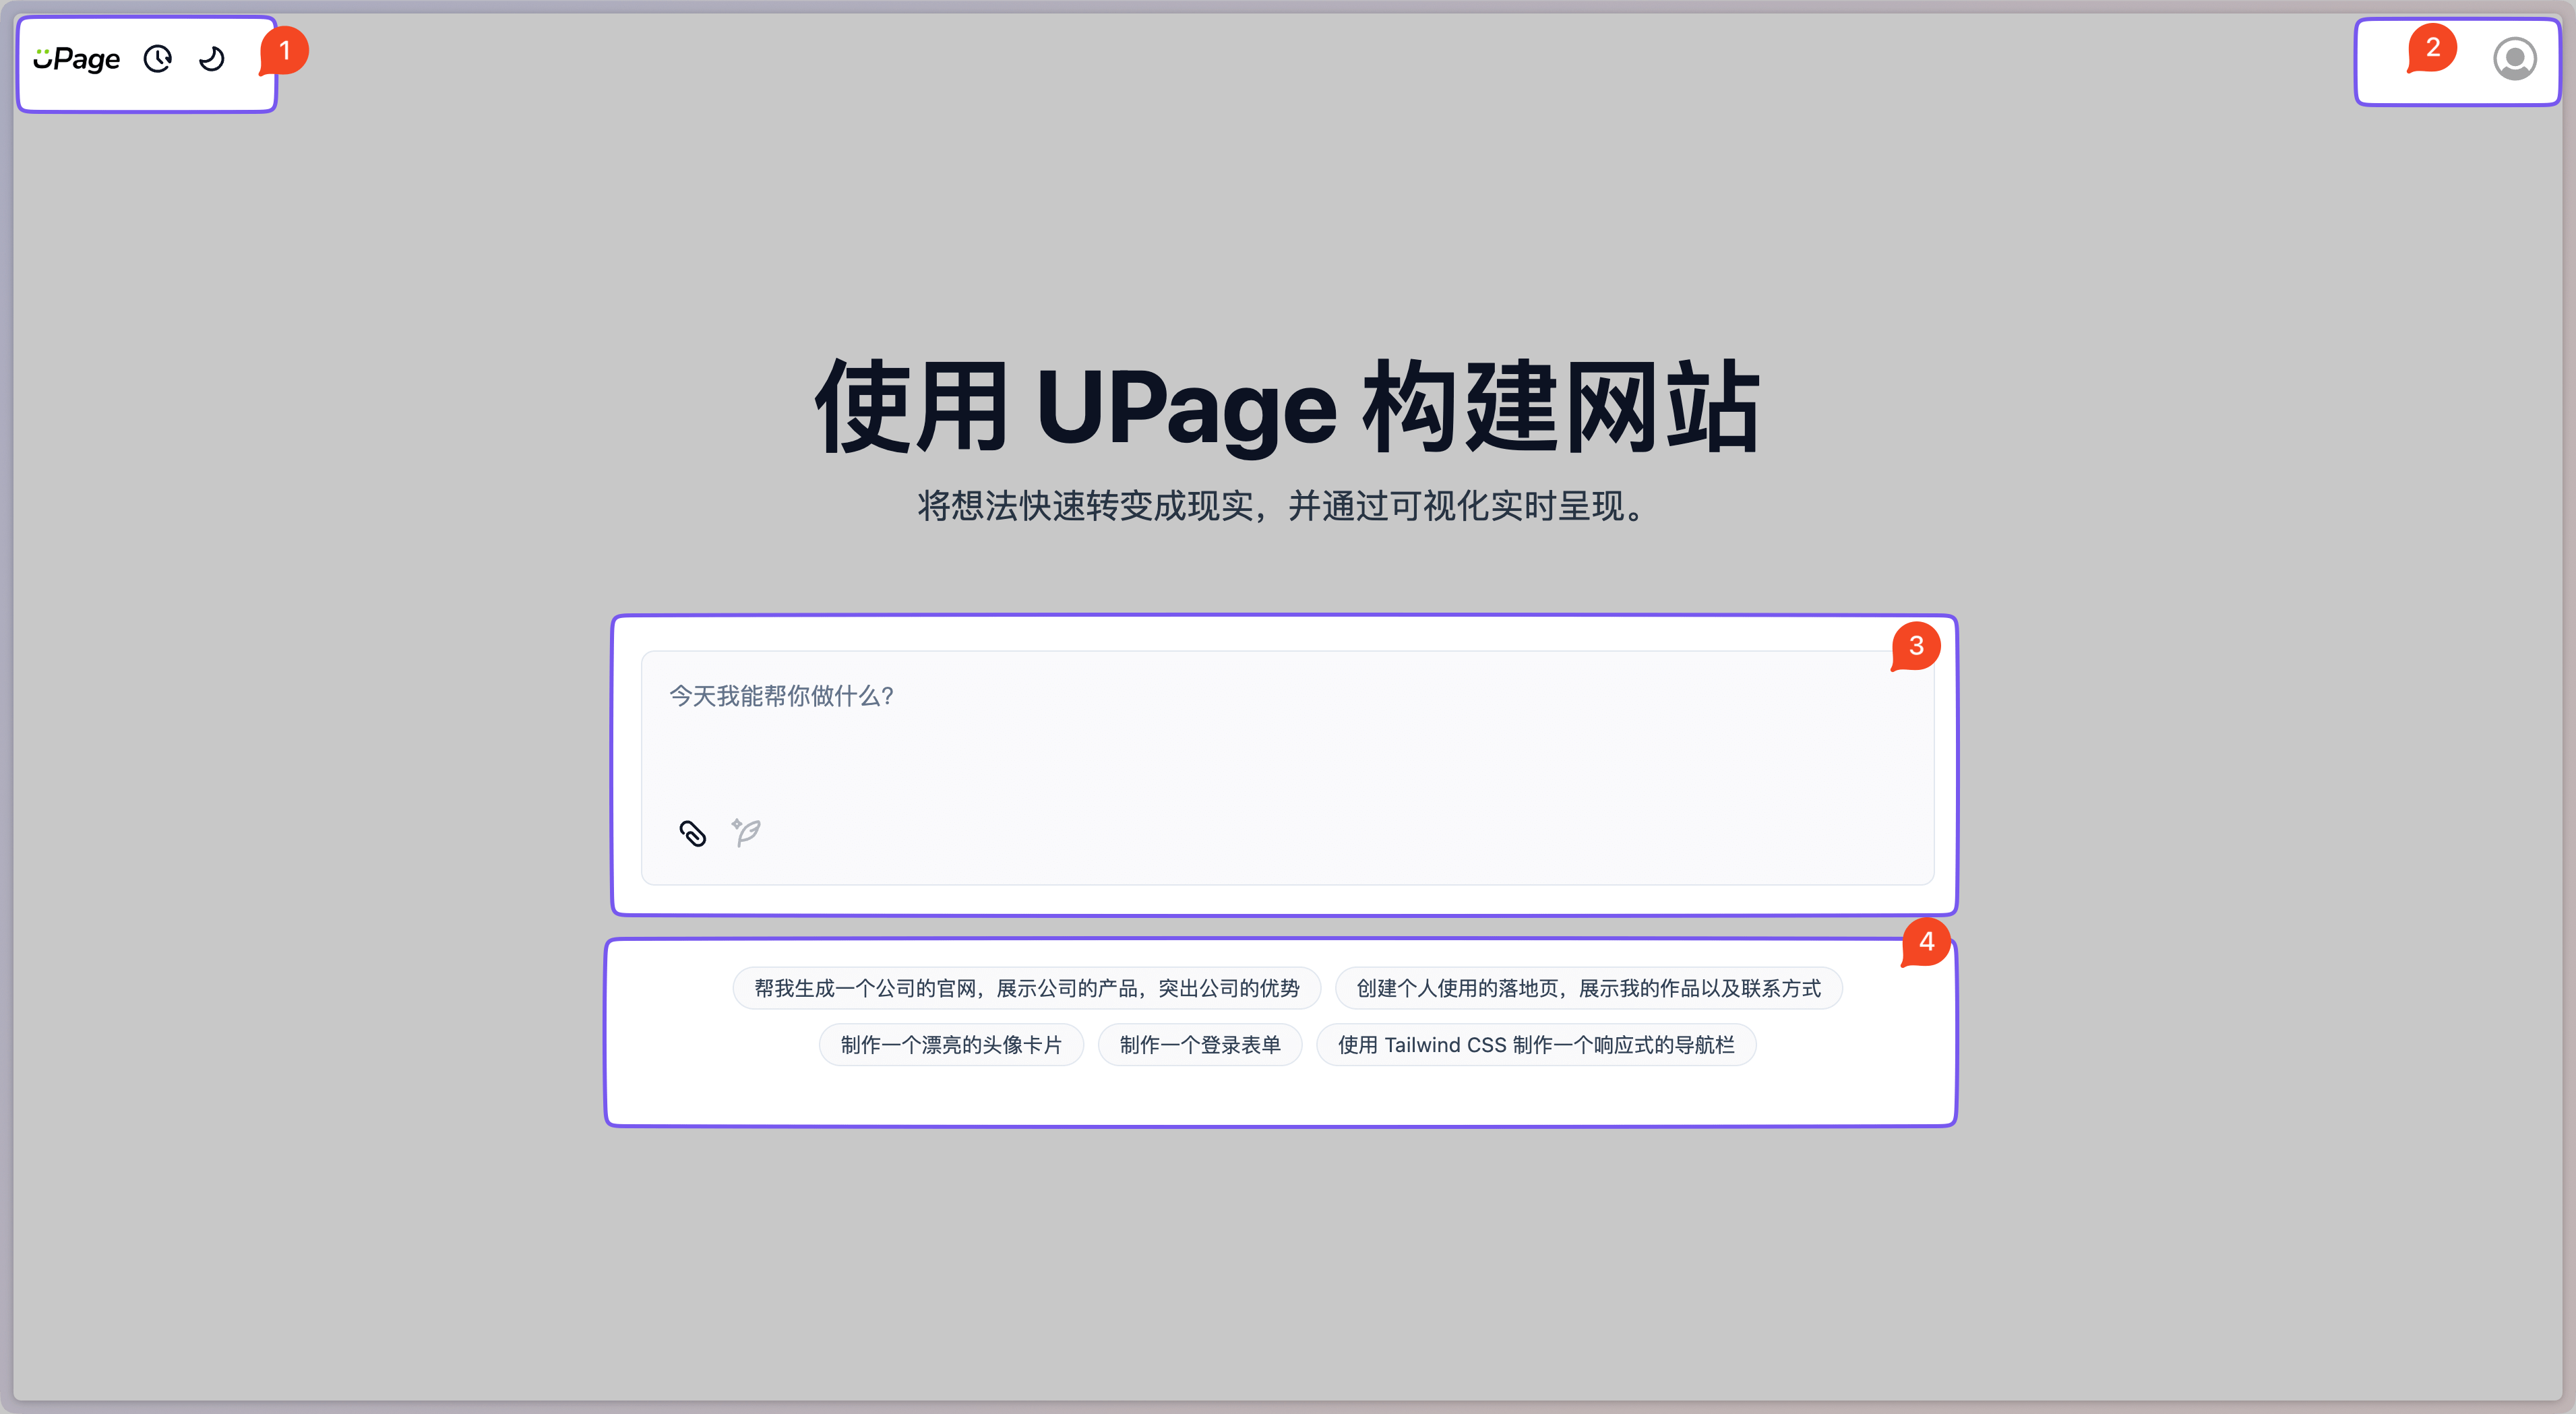 uPage
1
2
使用 UPage 构建网站
将想法快速转变成现实，并通过可视化实时呈现。
3
今天我能帮你做什么?
4
帮我生成一个公司的官网，展示公司的产品，突出公司的优势
创建个人使用的落地页，展示我的作品以及联系方式
制作一个漂亮的头像卡片
制作一个登录表单
使用 Tailwind CSS 制作一个响应式的导航栏